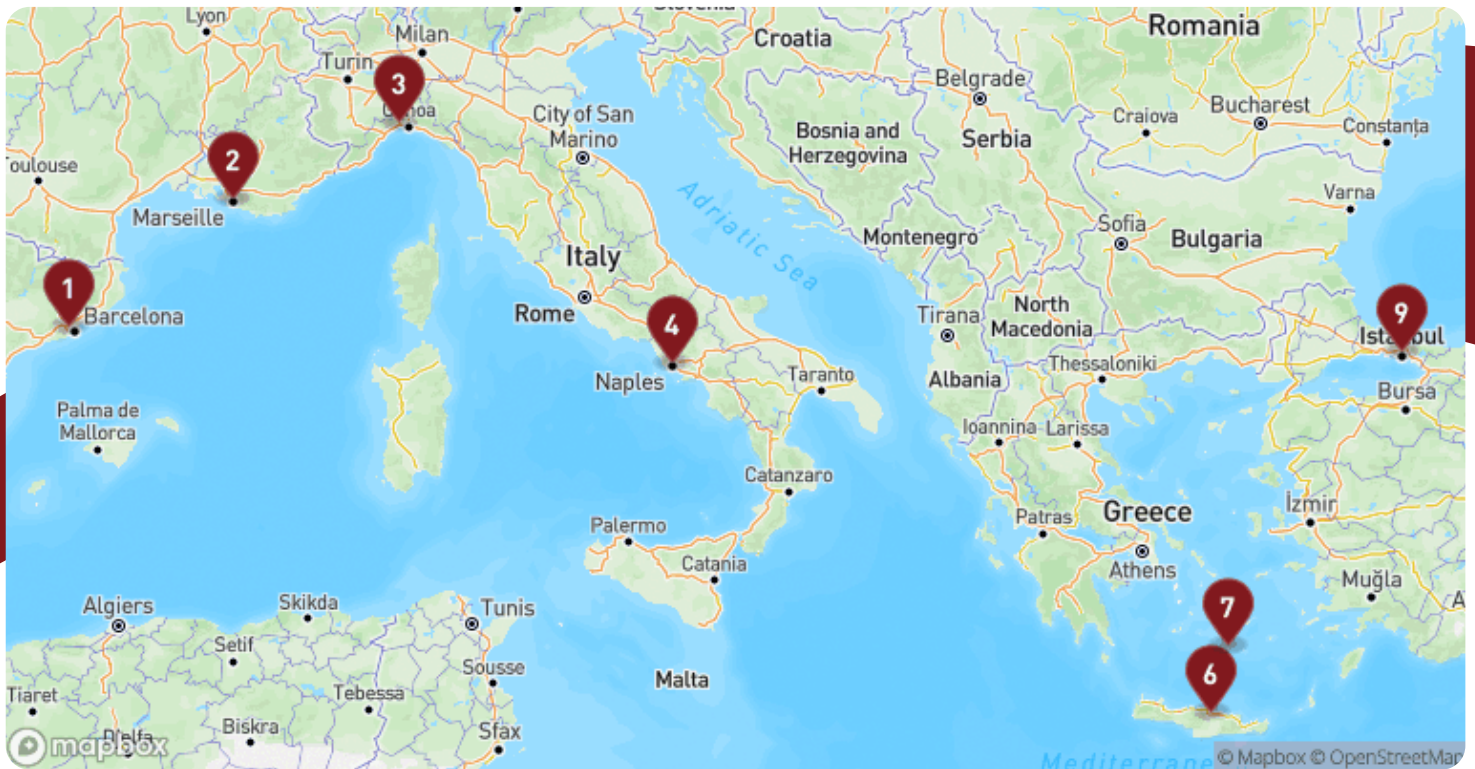 Lyon
Slovenia
Romania
Croatia
Milan
Turin
Belgrade
3
Genoa
City of San
Marino
Craiova
Bucharest
Constanța
Bosnia and
Herzegovina
Serbia
2
Toulouse
Marseille
Varna
Adriatic Sea
Montenegro
Sofia
Bulgaria
Italy
1
Barcelona
Rome
4
North
Macedonia
Tirana
9
Istanbul
Naples
Taranto
Albania
Thessaloniki
Bursa
Palma de
Mallorca
Ioannina
Larissa
Catanzaro
Palermo
Patras
Greece
İzmir
Catania
Athens
Muğla
Algiers
Skikda
Tunis
7
A
Setif
Sousse
Malta
6
Tiaret
Tebessa
Biskra
Sfax
Djelfa
mapbox
Mediterrane
© Mapbox © OpenStreetMap